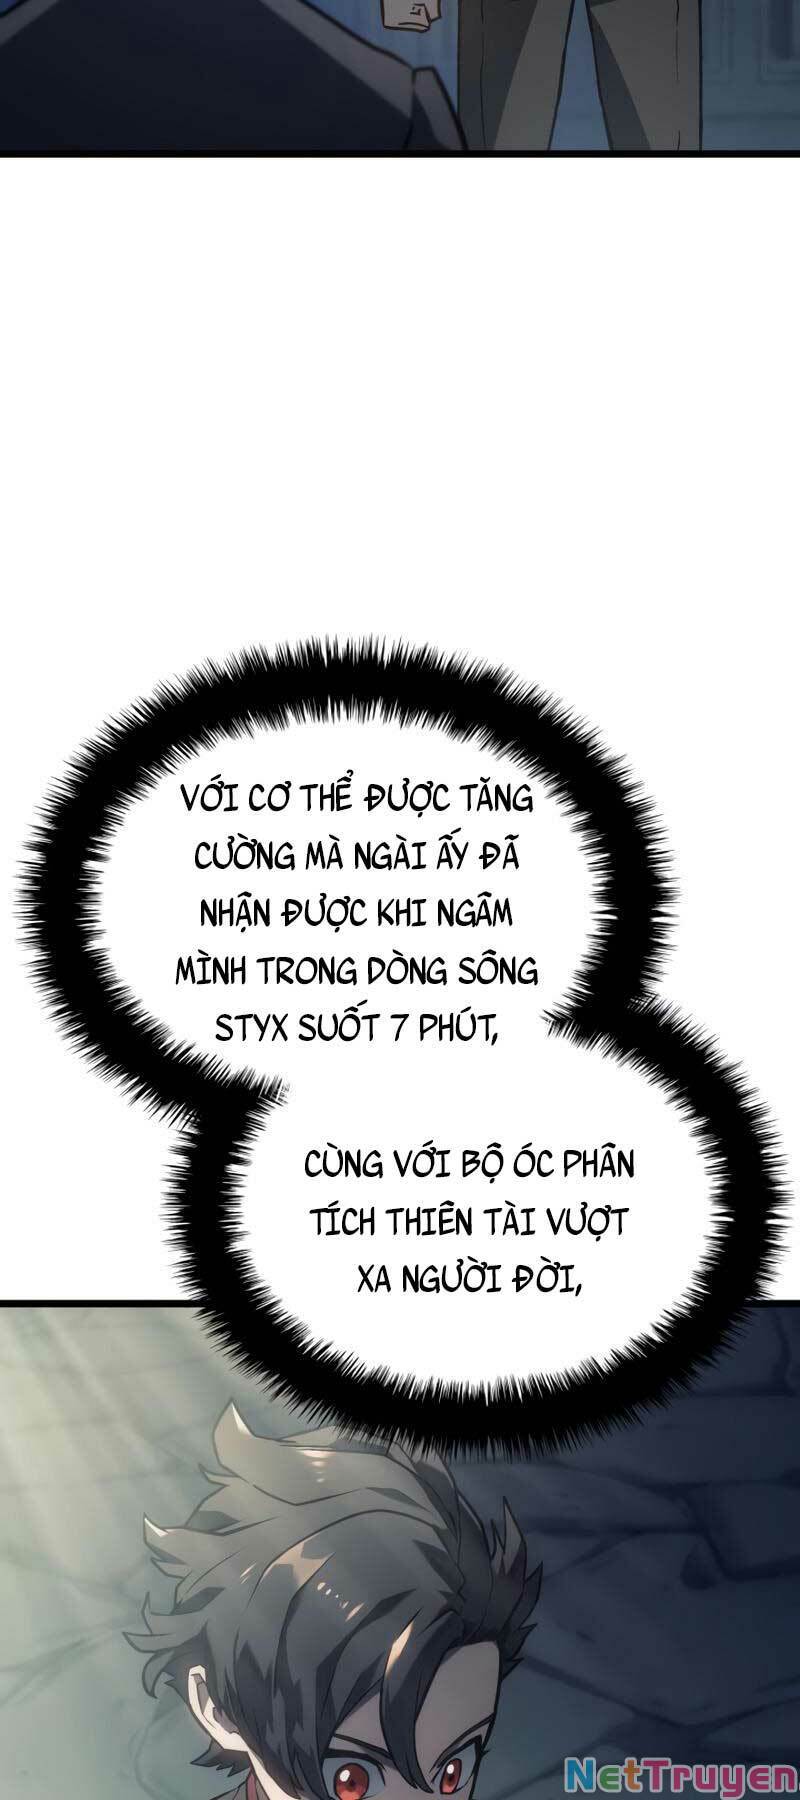 VỚI CƠ THỂ ĐƯỢC TĂNG
CƯỜNG MÀ NGÀI ẤY ĐÃ
NHẬN ĐƯỢC KHI NGÂM
MÌNH TRONG DÒNG SÔNG
STYX SUỐT 7 PHÚT,
CÙNG VỚI BỘ ÓC PHÂN
TÍCH THIÊN TÀI VƯỢT
XA NGƯỜI ĐỜI,
NetTruyen